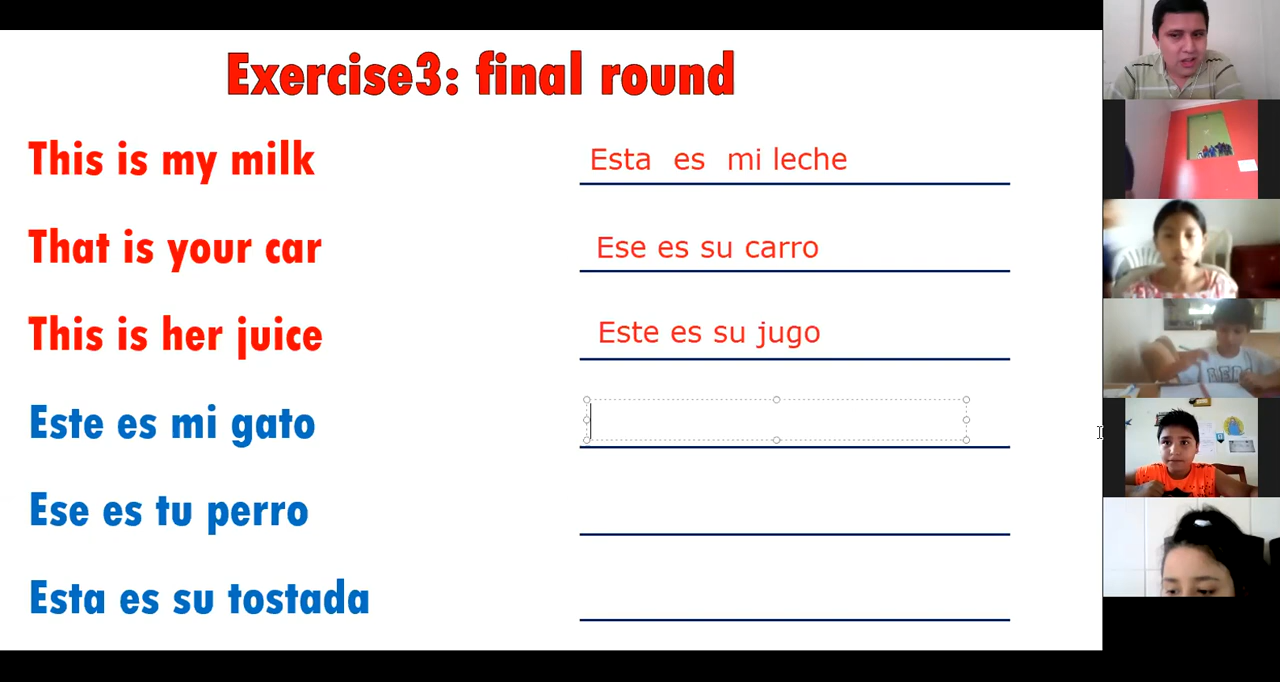 Exercise3: final round
This is my milk
Esta es mi leche
That is your car
Ese es su carro
This is her juice
Este es su jugo
Este es mi gato
Ese es tu perro
Esta es su tostada